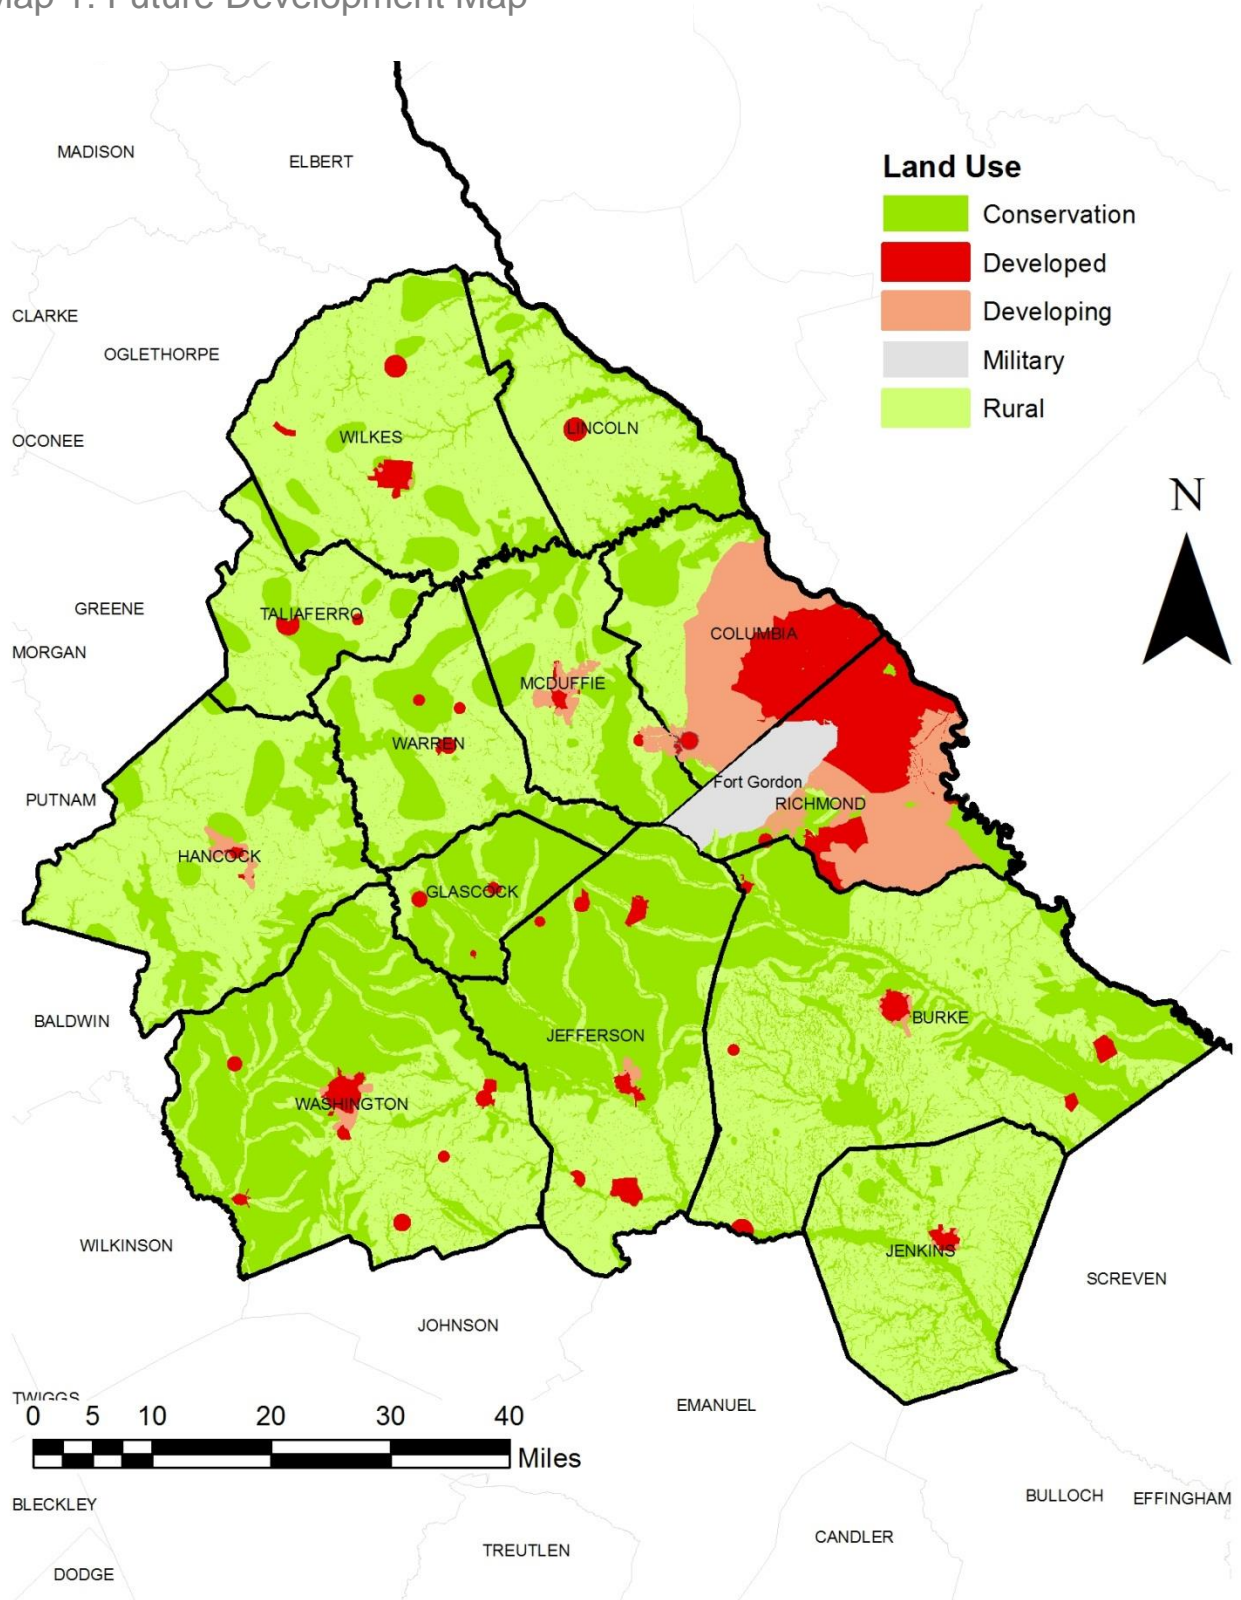 Map 1: Future Development Map
MADISON
ELBERT
Land Use
Conservation
Developed
Developing
Military
Rural
CLARKE
OGLETHORPE
OCONEE
WILKES
LINCOLN
N
GREENE
TALIAFERRO
MORGAN
COLUMBIA
MCDUFFIE
WARREN
Fort Gordon
PUTNAM
RICHMOND
HANCOCK
GLASCOCK
BALDWIN
BURKE
JEFFERSON
WASHINGTON
WILKINSON
JENKINS
SCREVEN
JOHNSON
TWIGGS
EMANUEL
0 5 10 20 30 40
Miles
BLECKLEY
BULLOCH
EFFINGHAM
CANDLER
TREUTLEN
DODGE